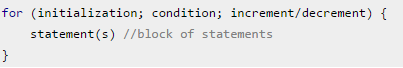 for (initialization; condition; increment/decrement) {
    statement(s) //block of statements
}